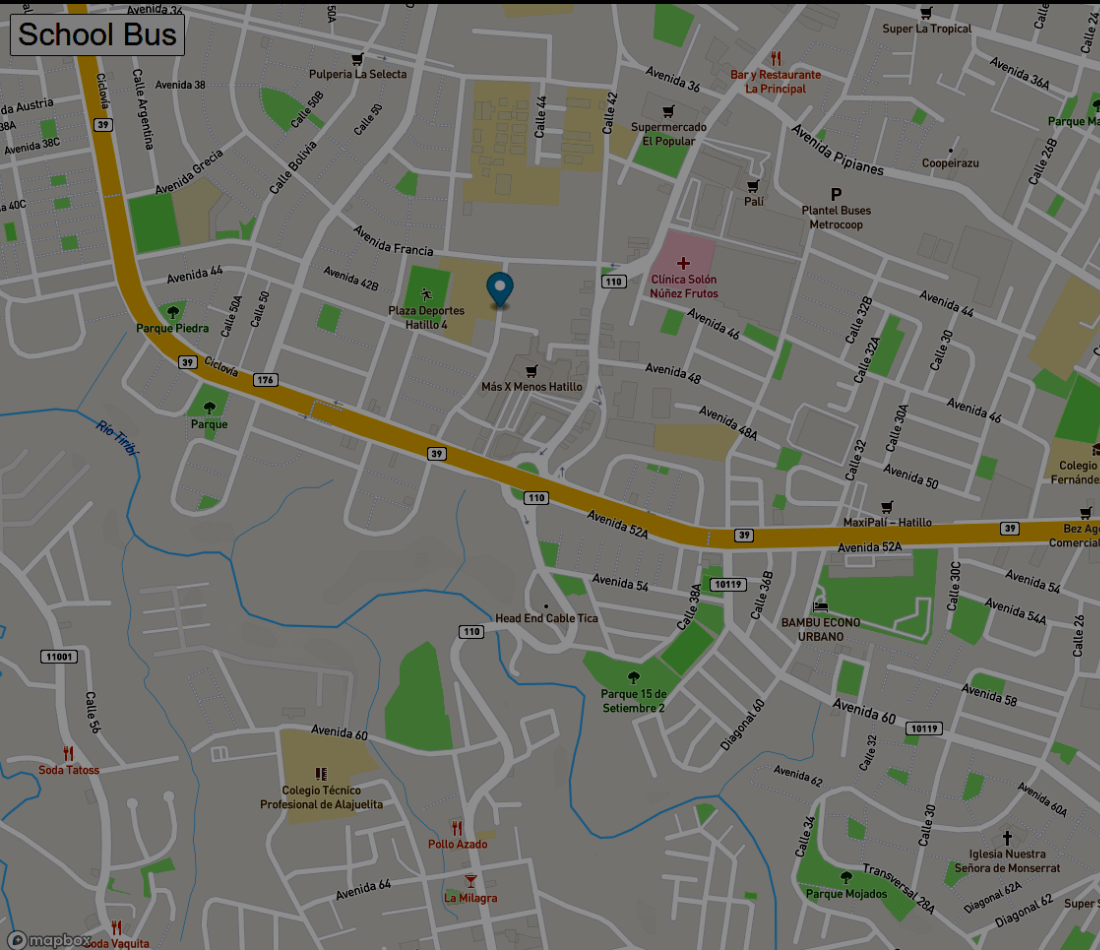 School Bus
Avenida 34
50A
Calle 24
Super La Tropical
Pulpería La Selecta
Avenida 38
Ciclovía
Calle Argentina
Calle 50B
Calle 50
Avenida 36
Bar y Restaurante
La Principal
Avenida 36A
da Austria
38A
Avenida 38C
39
Calle 44
Calle 42
Supermercado
El Popular
Avenida Pipianes
Parque Ma
Calle 26B
Coopeirazu
Avenida Grecia
Calle Bolivia
Palí
P
Plantel Buses
Metrocoop
a 40C
Avenida Francia
Avenida 44
Avenida 42B
110
Clínica Solón
Núñez Frutos
Calle 50A
Calle 50
Plaza Deportes
Hatillo 4
Avenida 44
Calle 32B
Avenida 46
Parque Piedra
Calle 30
Calle 32A
39
Ciclovía
176
Más X Menos Hatillo
Avenida 48
Avenida 46
Parque
Avenida 48A
Calle 30A
Río Tiribí
39
Calle 32
Avenida 50
Colegio
Fernánde
110
Avenida 52A
MaxiPalí – Hatillo
39
39
Bez Ag
Comercial
Avenida 52A
Avenida 54
10119
Calle 38A
Calle 36B
Calle 30C
Avenida 54
Avenida 54A
Head End Cable Tica
BAMBU ECONO
URBANO
Calle 26
110
11001
Calle 56
Parque 15 de
Setiembre 2
Avenida 58
Diagonal 60
Avenida 60
10119
Avenida 60
Calle 32
Soda Tatoss
Colegio Técnico
Profesional de Alajuelita
Avenida 62
Avenida 60A
Calle 34
Calle 30
Pollo Azado
Iglesia Nuestra
Señora de Monserrat
Avenida 64
La Milagra
Parque Mojados
Transversal 28A
Diagonal 62A
Diagonal 62
Super S
mapbox
Soda Vaquita